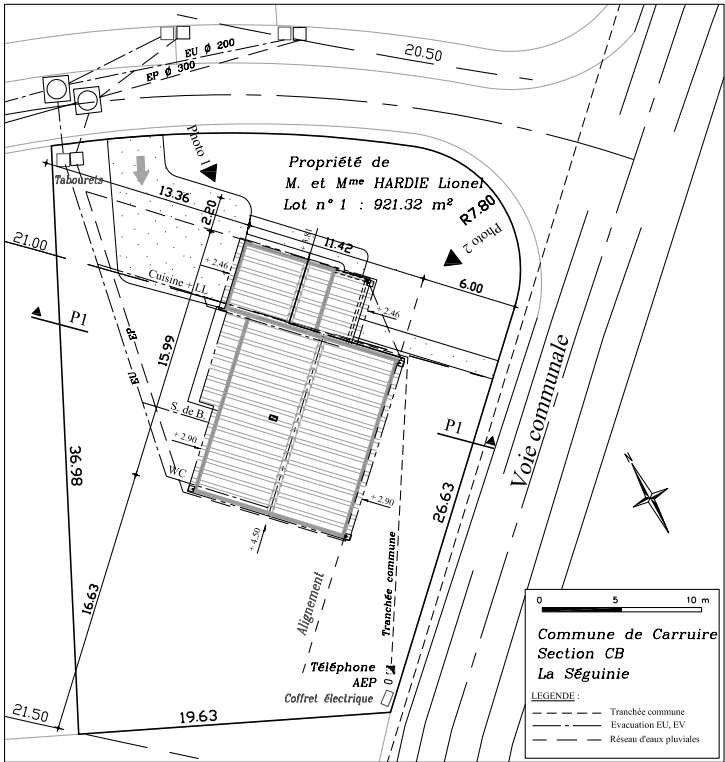 EU Ø 200
EP Ø 300
20.50
Photo 1
Propriété de
M. et Mme HARDIE Lionel
Lot n° 1 : 921.32 m²
Tabourets
13.36
2.20
R7.80
Photo 2
11.42
21.00
Cuisine + LL
+ 2.46
6.00
+ 2.46
P1
EP
EU
15.99
S. de B.
+ 2.90
P1
Voie communale
N
36.98
WC
+ 2.90
26.63
+ 4.50
16.63
Alignement
Tranchée commune
Téléphone
AEP
Coffret électrique
21.50
19.63
0 5 10 m
Commune de Carruire
Section CB
La Séguinie
LEGENDE :
Tranchée commune
Evacuation EU, EV
Réseau d'eaux pluviales